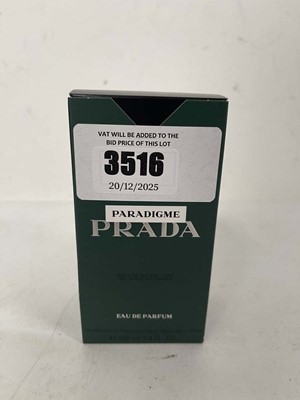 VAT WILL BE ADDED TO THE
BID PRICE OF THIS LOT
3516
20/12/2025
PARADIGME
PRADA
EAU DE PARFUM